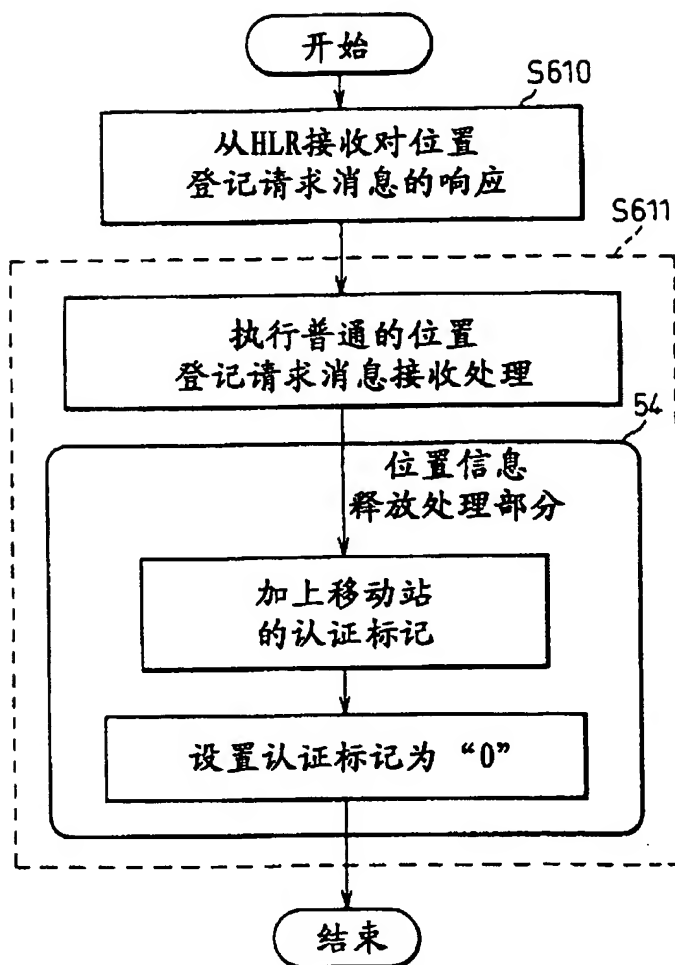 开始
S610
从HLR接收对位置
登记请求消息的响应
S611
执行普通的位置
登记请求消息接收处理
54
位置信息
释放处理部分
加上移动站
的认证标记
设置认证标记为“0”
结束